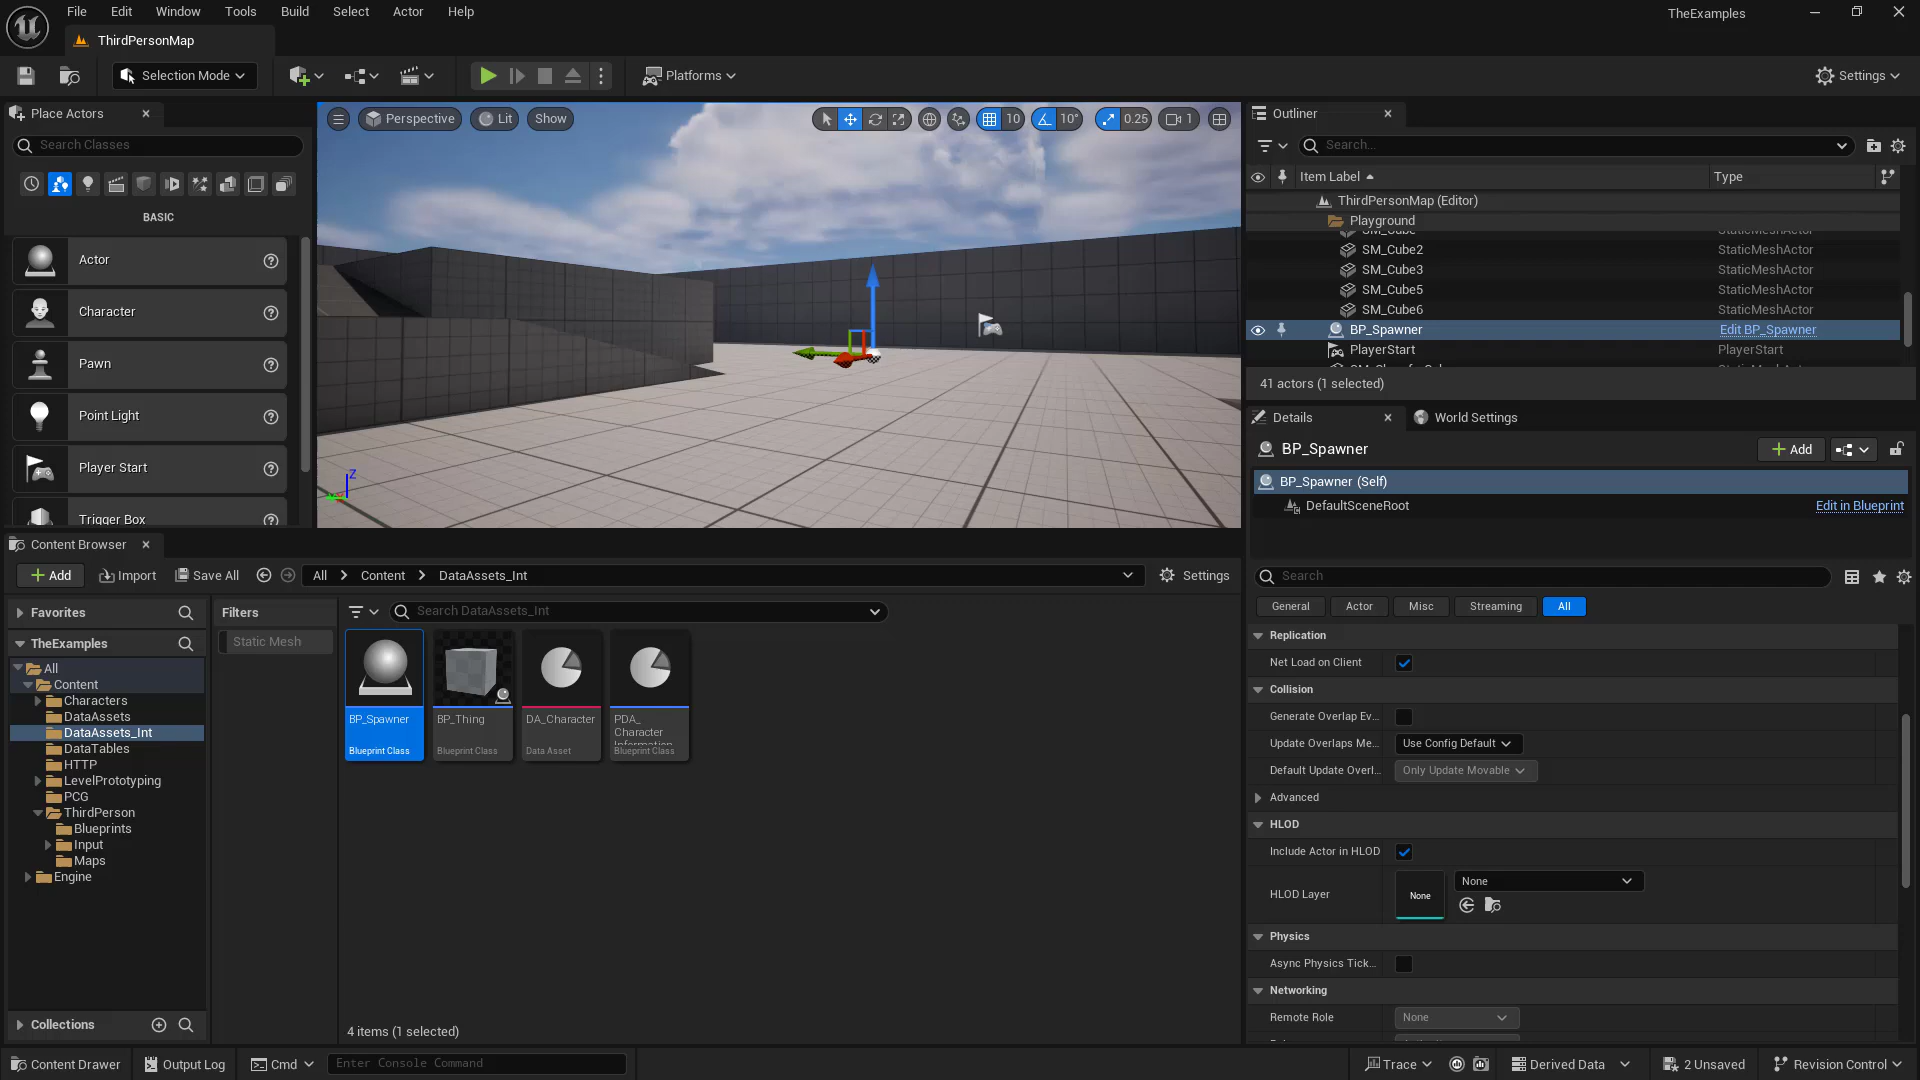 File Edit Window Tools Build Select Actor Help
TheExamples
ThirdPersonMap
Selection Mode
Platforms
Settings
Place Actors
Search Classes
BASIC
Actor
Character
Pawn
Point Light
Player Start
Trigger Box
Perspective Lit Show
10 10° 0.25 1
Z
Outliner
Search...
Item Label Type
ThirdPersonMap (Editor)
Playground
SM_Cube StaticMeshActor
SM_Cube2 StaticMeshActor
SM_Cube3 StaticMeshActor
SM_Cube5 StaticMeshActor
SM_Cube6 StaticMeshActor
BP_Spawner Edit BP_Spawner
PlayerStart PlayerStart
41 actors (1 selected)
Details World Settings
BP_Spawner
Add
BP_Spawner (Self)
DefaultSceneRoot Edit in Blueprint
Search
General Actor Misc Streaming All
Replication
Net Load on Client
Collision
Generate Overlap Ev...
Update Overlaps Me... Use Config Default
Default Update Overl... Only Update Movable
Advanced
HLOD
Include Actor in HLOD
HLOD Layer None None
Physics
Async Physics Tick...
Networking
Remote Role None
Content Browser
Add Import Save All All Content DataAssets_Int Settings
Favorites
TheExamples
All
Content
Characters
DataAssets
DataAssets_Int
DataTables
HTTP
LevelPrototyping
PCG
ThirdPerson
Blueprints
Input
Maps
Engine
Collections
Filters
Static Mesh
Search DataAssets_Int
BP_Spawner
Blueprint Class
BP_Thing
Blueprint Class
DA_Character
Data Asset
PDA_
Character
Information
Blueprint Class
4 items (1 selected)
Content Drawer Output Log Cmd Enter Console Command Trace Derived Data 2 Unsaved Revision Control